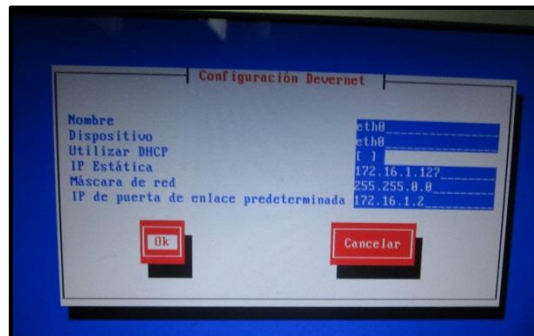 Configuración Devernet
Nombre eth0
Dispositivo eth0
Utilizar DHCP [ ]
IP Estática 172.16.1.127
Máscara de red 255.255.0.0
IP de puerta de enlace predeterminada 172.16.1.2
Ok Cancelar